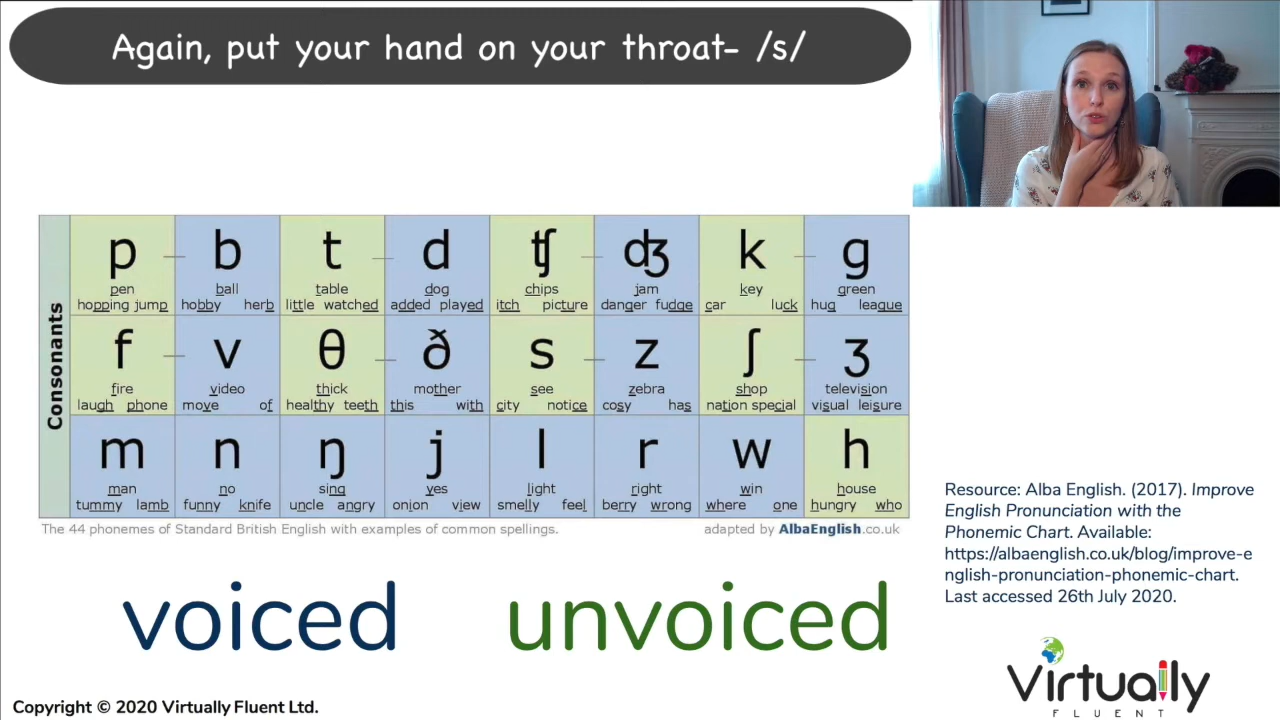 Again, put your hand on your throat- /s/
Consonants
p b t d ʧ ʤ k g
pen ball table dog chips jam key green
hopping jump hobby herb little watched added played itch picture danger fudge car luck hug league
f v θ ð s z ʃ ʒ
fire video thick mother see zebra shop television
laugh phone move of healthy teeth this with city notice cosy has nation special visual leisure
m n ŋ j l r w h
man no sing yes light right win house
tummy lamb funny knife uncle angry onion view smelly feel berry wrong where one hungry who
The 44 phonemes of Standard British English with examples of common spellings. adapted by AlbaEnglish.co.uk
voiced unvoiced
Resource: Alba English. (2017). Improve
English Pronunciation with the
Phonemic Chart. Available:
https://albaenglish.co.uk/blog/improve-e
nglish-pronunciation-phonemic-chart.
Last accessed 26th July 2020.
Virtually
FLUENT
Copyright © 2020 Virtually Fluent Ltd.